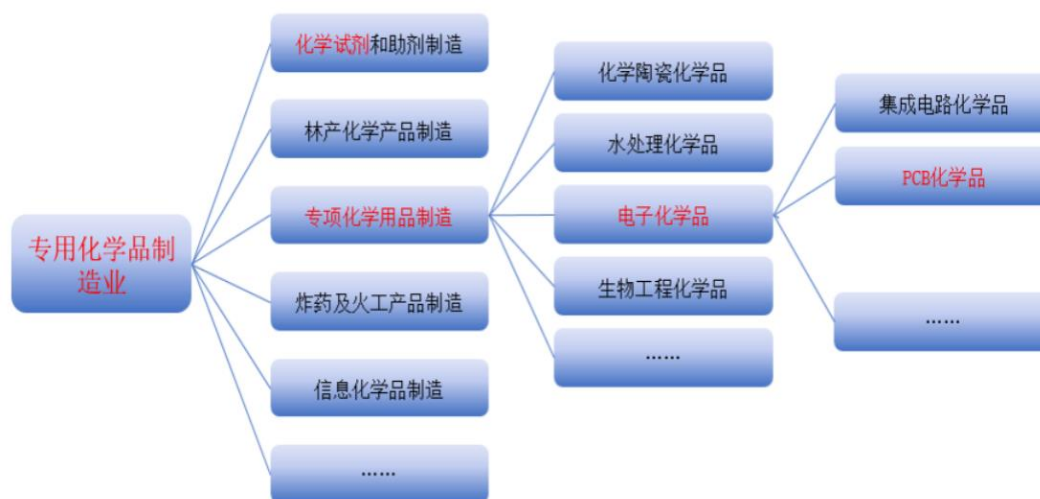 专用化学品制
造业
化学试剂和助剂制造
林产化学产品制造
专项化学用品制造
炸药及火工产品制造
信息化学品制造
……
化学陶瓷化学品
水处理化学品
电子化学品
生物工程化学品
……
集成电路化学品
PCB化学品
……